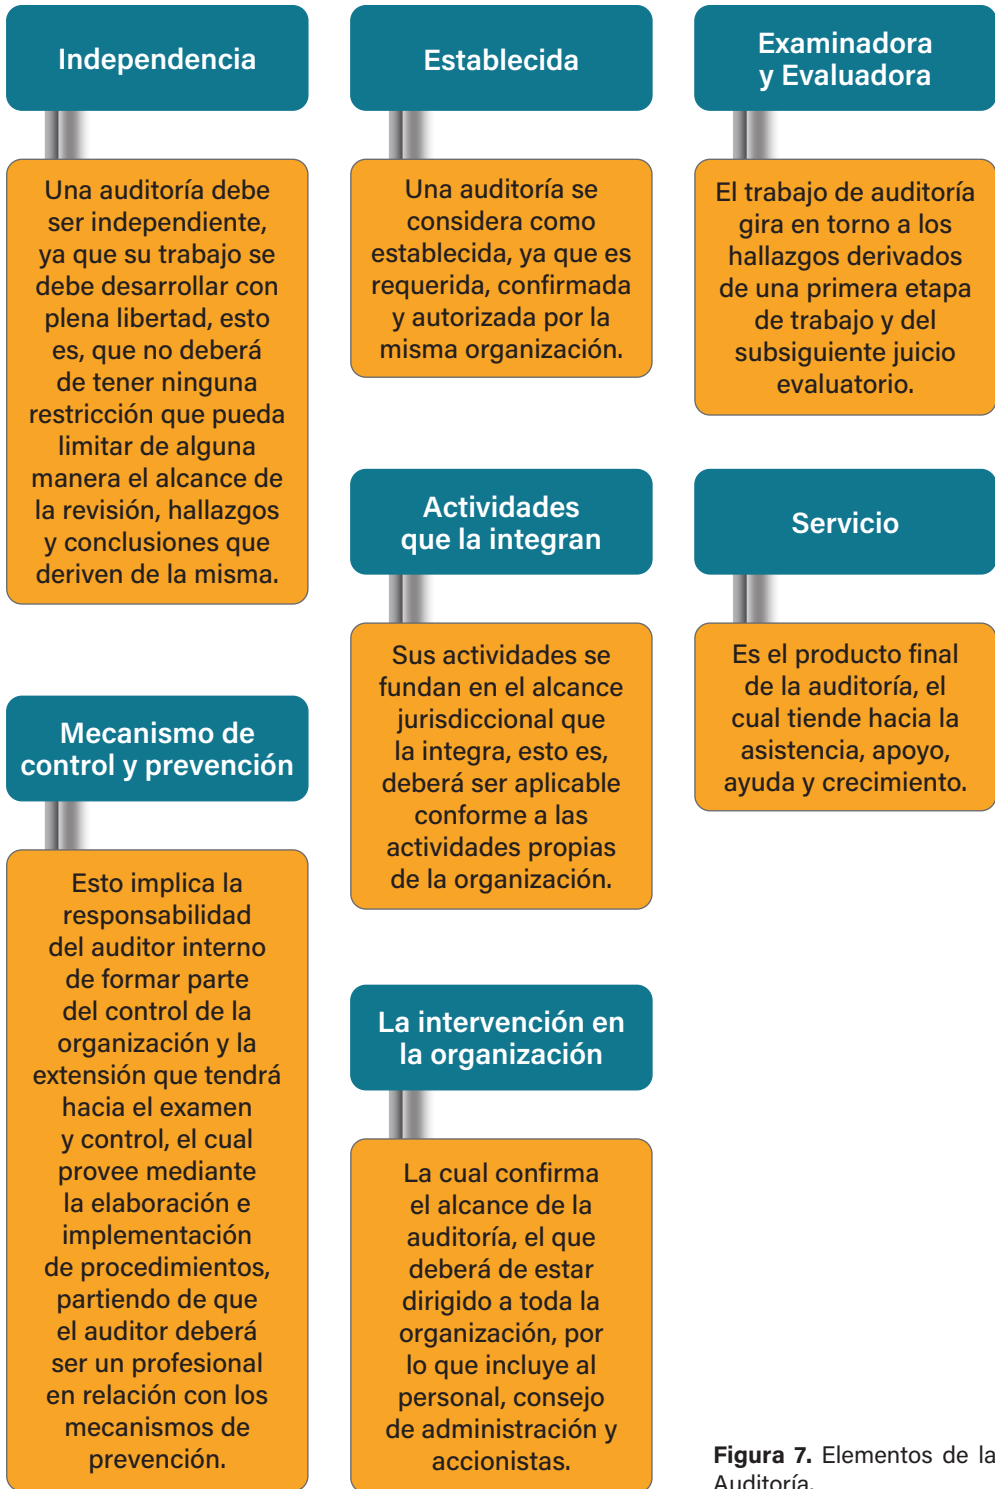 Independencia
Una auditoría debe
ser independiente,
ya que su trabajo se
debe desarrollar con
plena libertad, esto
es, que no deberá
de tener ninguna
restricción que pueda
limitar de alguna
manera el alcance de
la revisión, hallazgos
y conclusiones que
deriven de la misma.
Establecida
Una auditoría se
considera como
establecida, ya que es
requerida, confirmada
y autorizada por la
misma organización.
Examinadora
y Evaluadora
El trabajo de auditoría
gira en torno a los
hallazgos derivados
de una primera etapa
de trabajo y del
subsiguiente juicio
evaluatorio.
Actividades
que la integran
Sus actividades se
fundan en el alcance
jurisdiccional que
la integra, esto es,
deberá ser aplicable
conforme a las
actividades propias
de la organización.
Servicio
Es el producto final
de la auditoría, el
cual tiende hacia la
asistencia, apoyo,
ayuda y crecimiento.
Mecanismo de
control y prevención
Esto implica la
responsabilidad
del auditor interno
de formar parte
del control de la
organización y la
extensión que tendrá
hacia el examen
y control, el cual
provee mediante
la elaboración e
implementación
de procedimientos,
partiendo de que
el auditor deberá
ser un profesional
en relación con los
mecanismos de
prevención.
La intervención en
la organización
La cual confirma
el alcance de la
auditoría, el que
deberá de estar
dirigido a toda la
organización, por
lo que incluye al
personal, consejo
de administración y
accionistas.
Figura 7. Elementos de la
Auditoría.